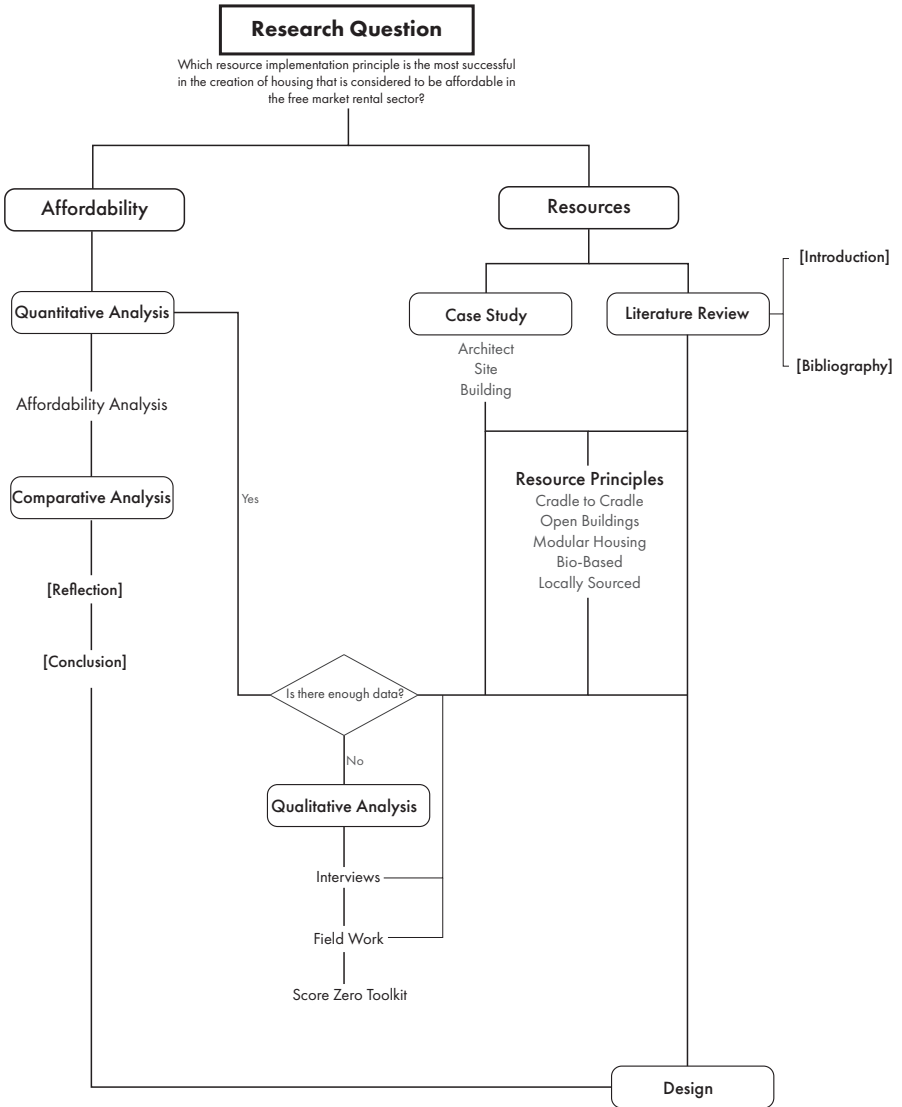 Research Question
Which resource implementation principle is the most successful
in the creation of housing that is considered to be affordable in
the free market rental sector?
Affordability
Resources
Quantitative Analysis
Case Study
Literature Review
[Introduction]
[Bibliography]
Architect
Site
Building
Affordability Analysis
Comparative Analysis
Yes
Resource Principles
Cradle to Cradle
Open Buildings
Modular Housing
Bio-Based
Locally Sourced
[Reflection]
[Conclusion]
Is there enough data?
No
Qualitative Analysis
Interviews
Field Work
Score Zero Toolkit
Design